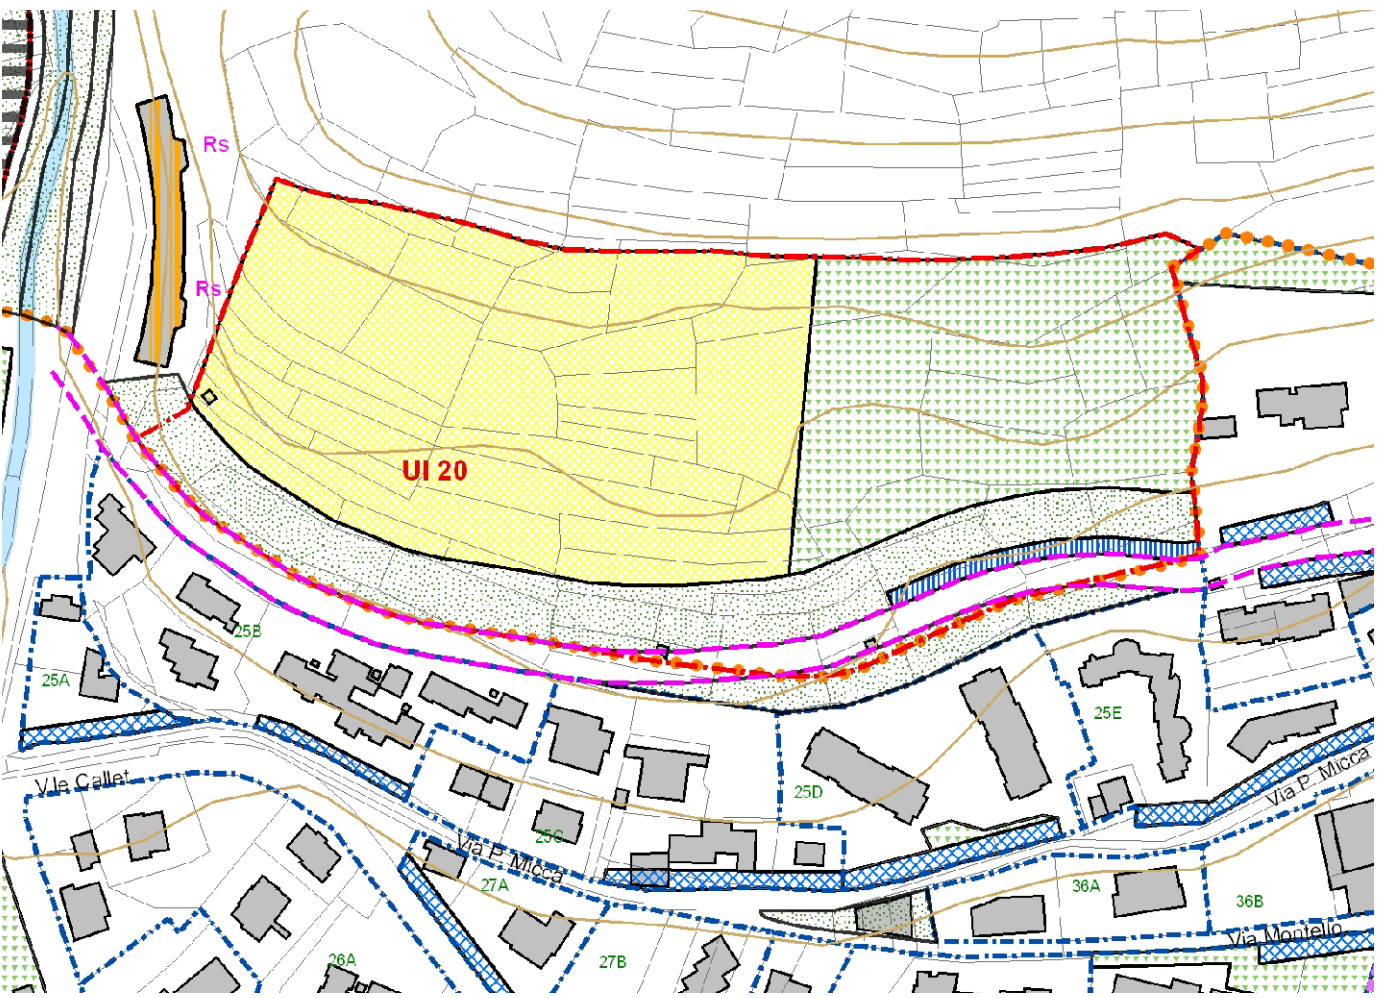 Rs
Rs
UI 20
25B
25A
25E
V.le Callet
25D
Via P. Micca
25C
Via P. Micca
27A
36A
36B
Via Montello
26A
27B